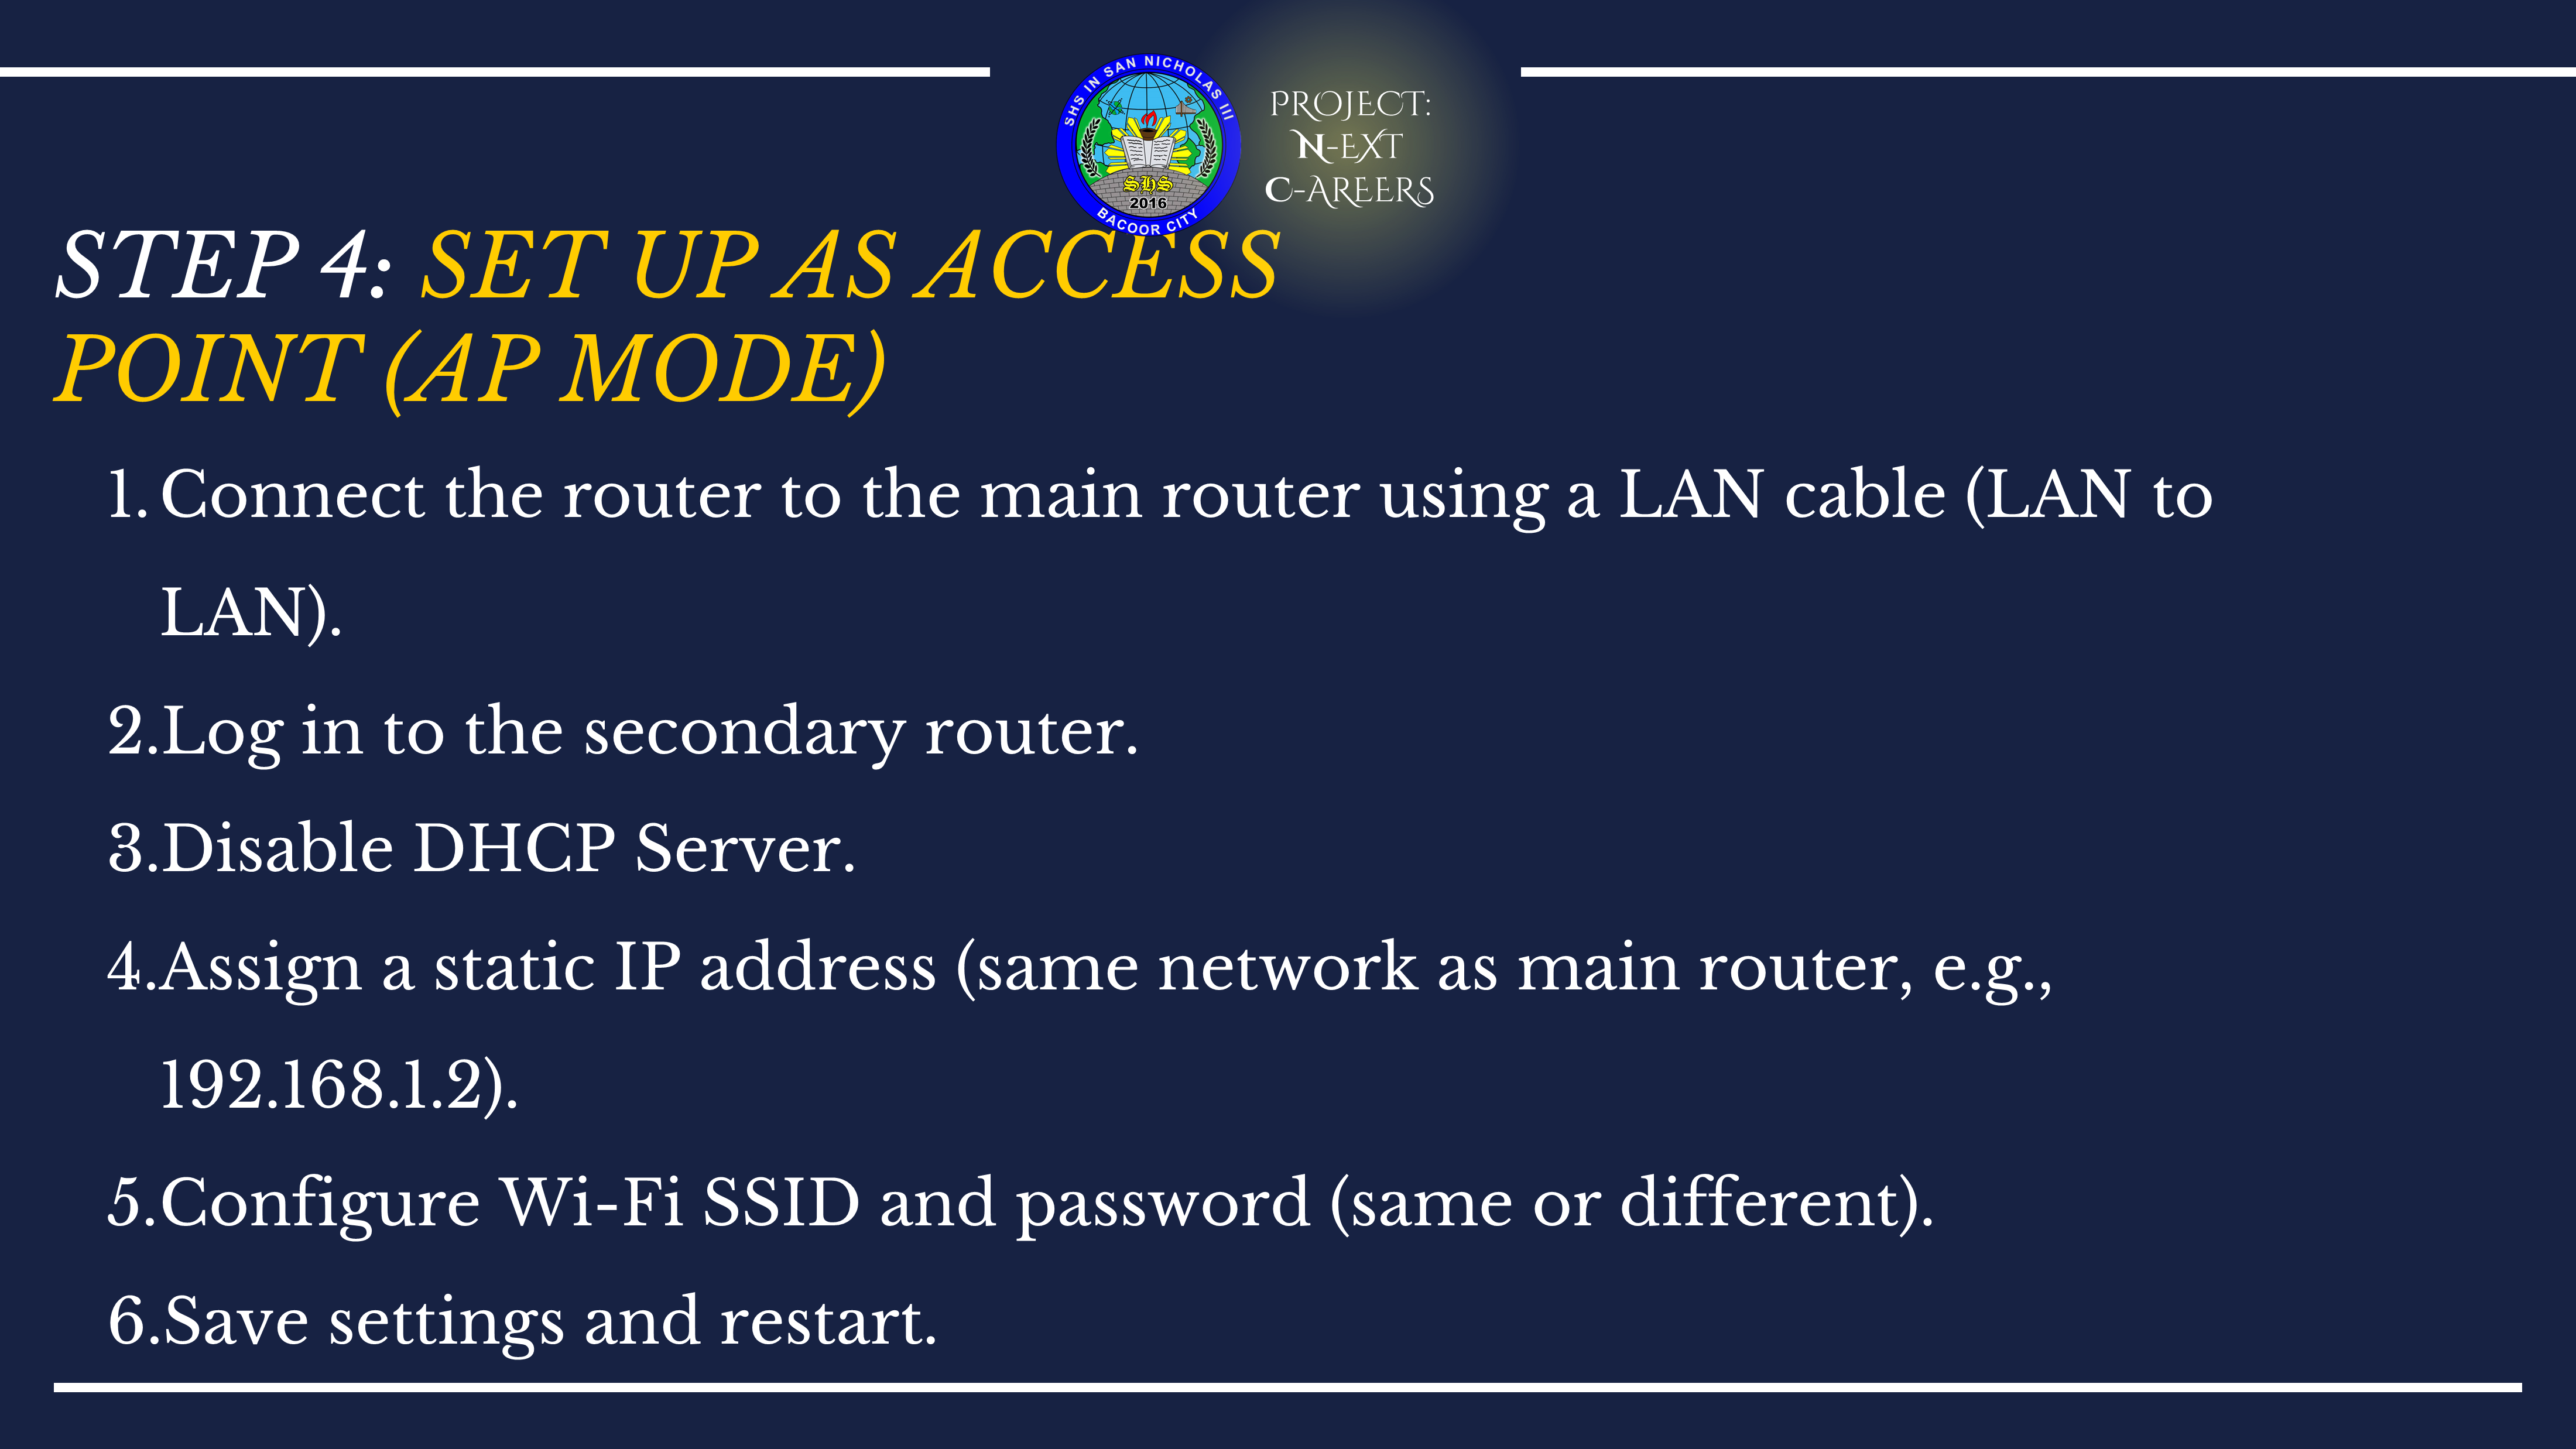 SHS IN SAN NICHOLAS III
SHS
2016
BACOOR CITY
PROJECT:
N-EXT
C-AREERS
STEP 4: SET UP AS ACCESS
POINT (AP MODE)
1. Connect the router to the main router using a LAN cable (LAN to
LAN).
2.Log in to the secondary router.
3.Disable DHCP Server.
4.Assign a static IP address (same network as main router, e.g.,
192.168.1.2).
5.Configure Wi-Fi SSID and password (same or different).
6.Save settings and restart.